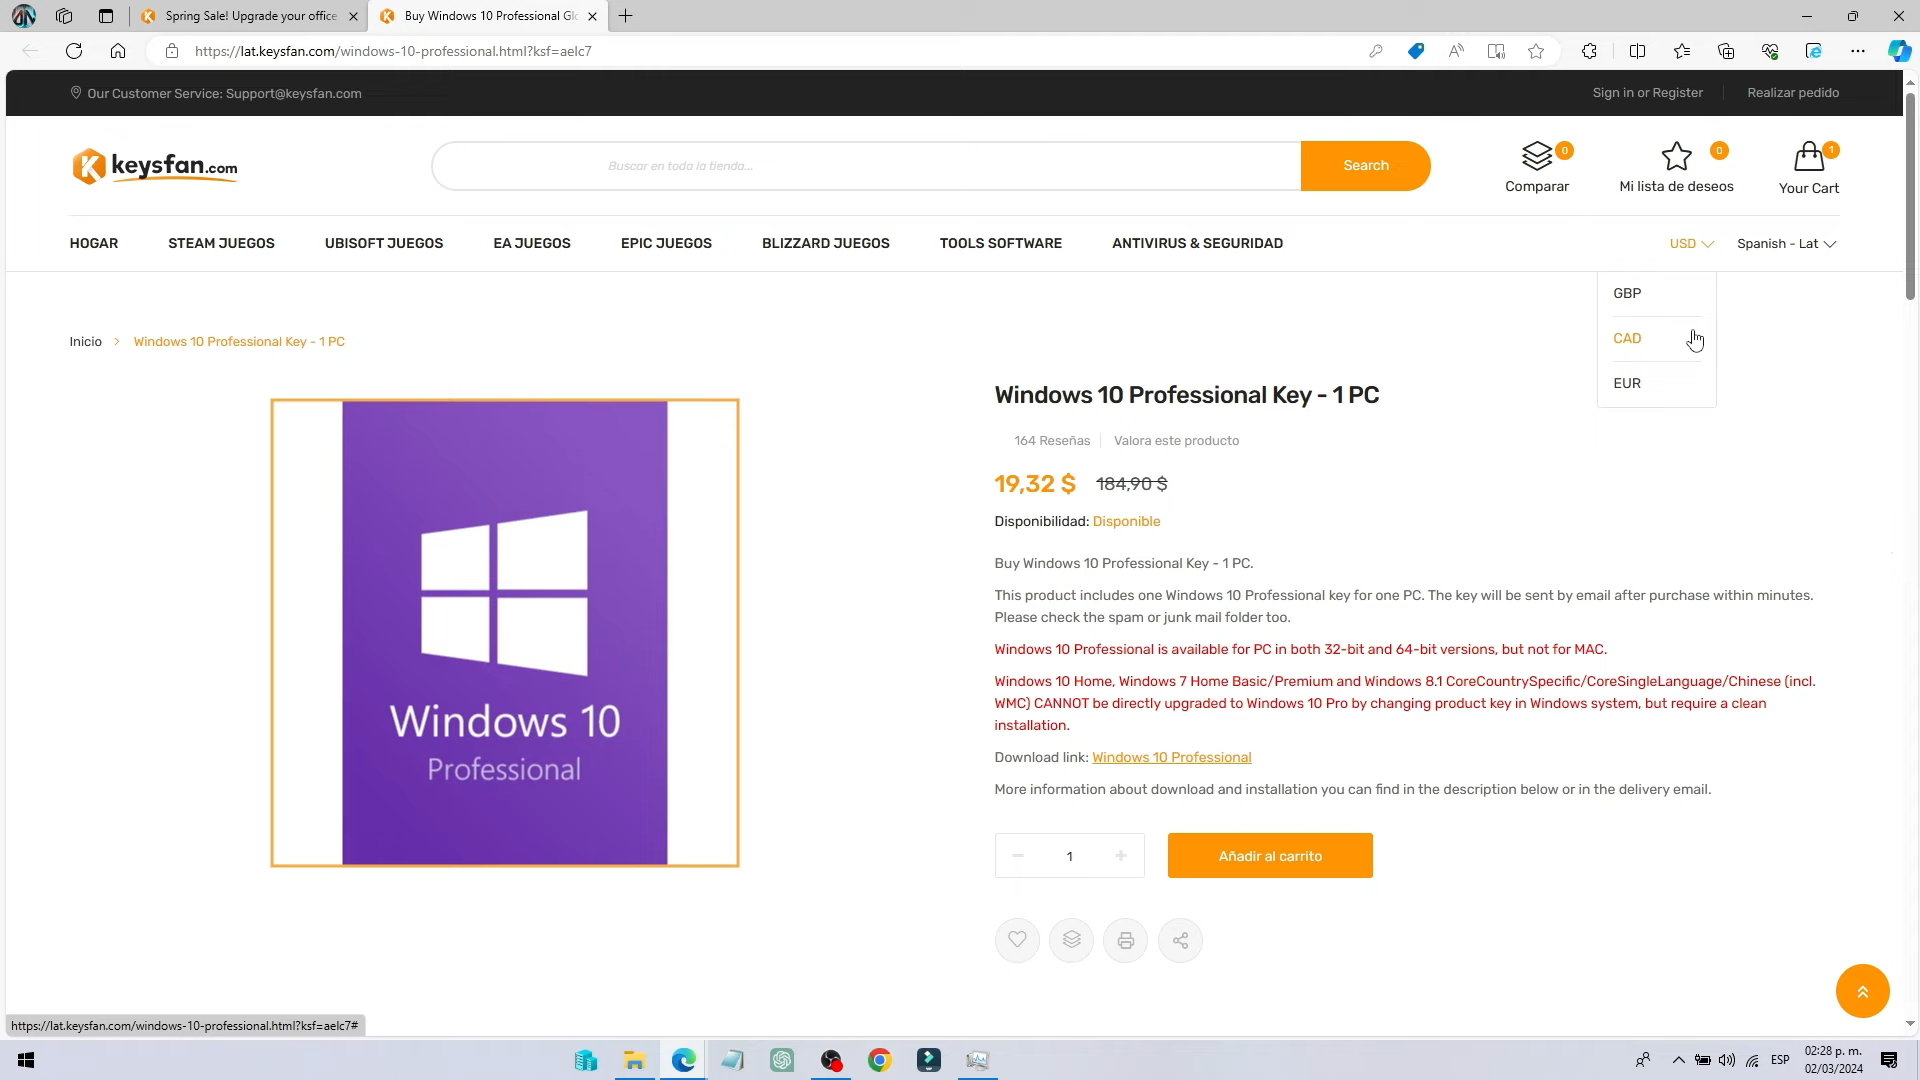 Spring Sale! Upgrade your office
Buy Windows 10 Professional Gl
https://lat.keysfan.com/windows-10-professional.html?ksf=aelc7
Our Customer Service: Support@keysfan.com
Sign in or Register
Realizar pedido
keysfan.com
Buscar en toda la tienda...
Search
0
Comparar
0
Mi lista de deseos
1
Your Cart
HOGAR
STEAM JUEGOS
UBISOFT JUEGOS
EA JUEGOS
EPIC JUEGOS
BLIZZARD JUEGOS
TOOLS SOFTWARE
ANTIVIRUS & SEGURIDAD
USD
Spanish - Lat
GBP
CAD
EUR
Inicio > Windows 10 Professional Key - 1 PC
Windows 10
Professional
Windows 10 Professional Key - 1 PC
164 Reseñas
Valora este producto
19,32 $ 184,90 $
Disponibilidad: Disponible
Buy Windows 10 Professional Key - 1 PC.
This product includes one Windows 10 Professional key for one PC. The key will be sent by email after purchase within minutes.
Please check the spam or junk mail folder too.
Windows 10 Professional is available for PC in both 32-bit and 64-bit versions, but not for MAC.
Windows 10 Home, Windows 7 Home Basic/Premium and Windows 8.1 CoreCountrySpecific/CoreSingleLanguage/Chinese (incl.
WMC) CANNOT be directly upgraded to Windows 10 Pro by changing product key in Windows system, but require a clean
installation.
Download link: Windows 10 Professional
More information about download and installation you can find in the description below or in the delivery email.
1
Añadir al carrito
https://lat.keysfan.com/windows-10-professional.html?ksf=aelc7#
ESP
02:28 p. m.
02/03/2024